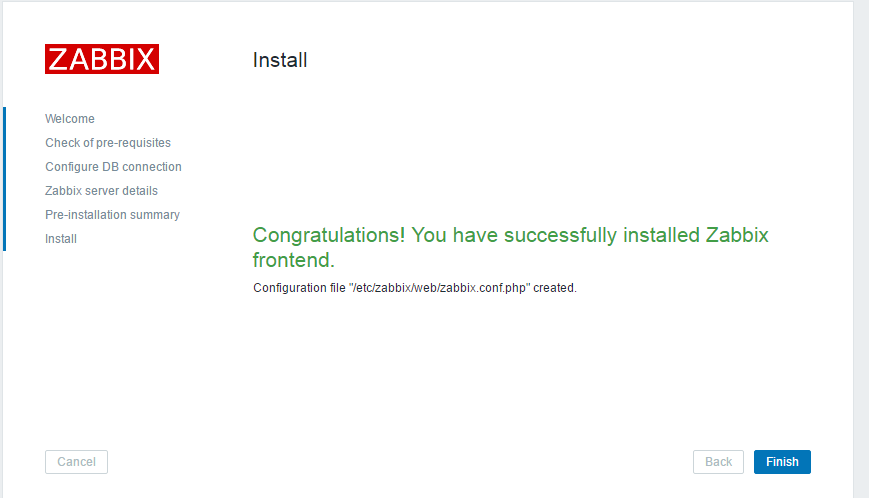 ZABBIX
Install
Welcome
Check of pre-requisites
Configure DB connection
Zabbix server details
Pre-installation summary
Install
Congratulations! You have successfully installed Zabbix
frontend.
Configuration file "/etc/zabbix/web/zabbix.conf.php" created.
Cancel
Back
Finish